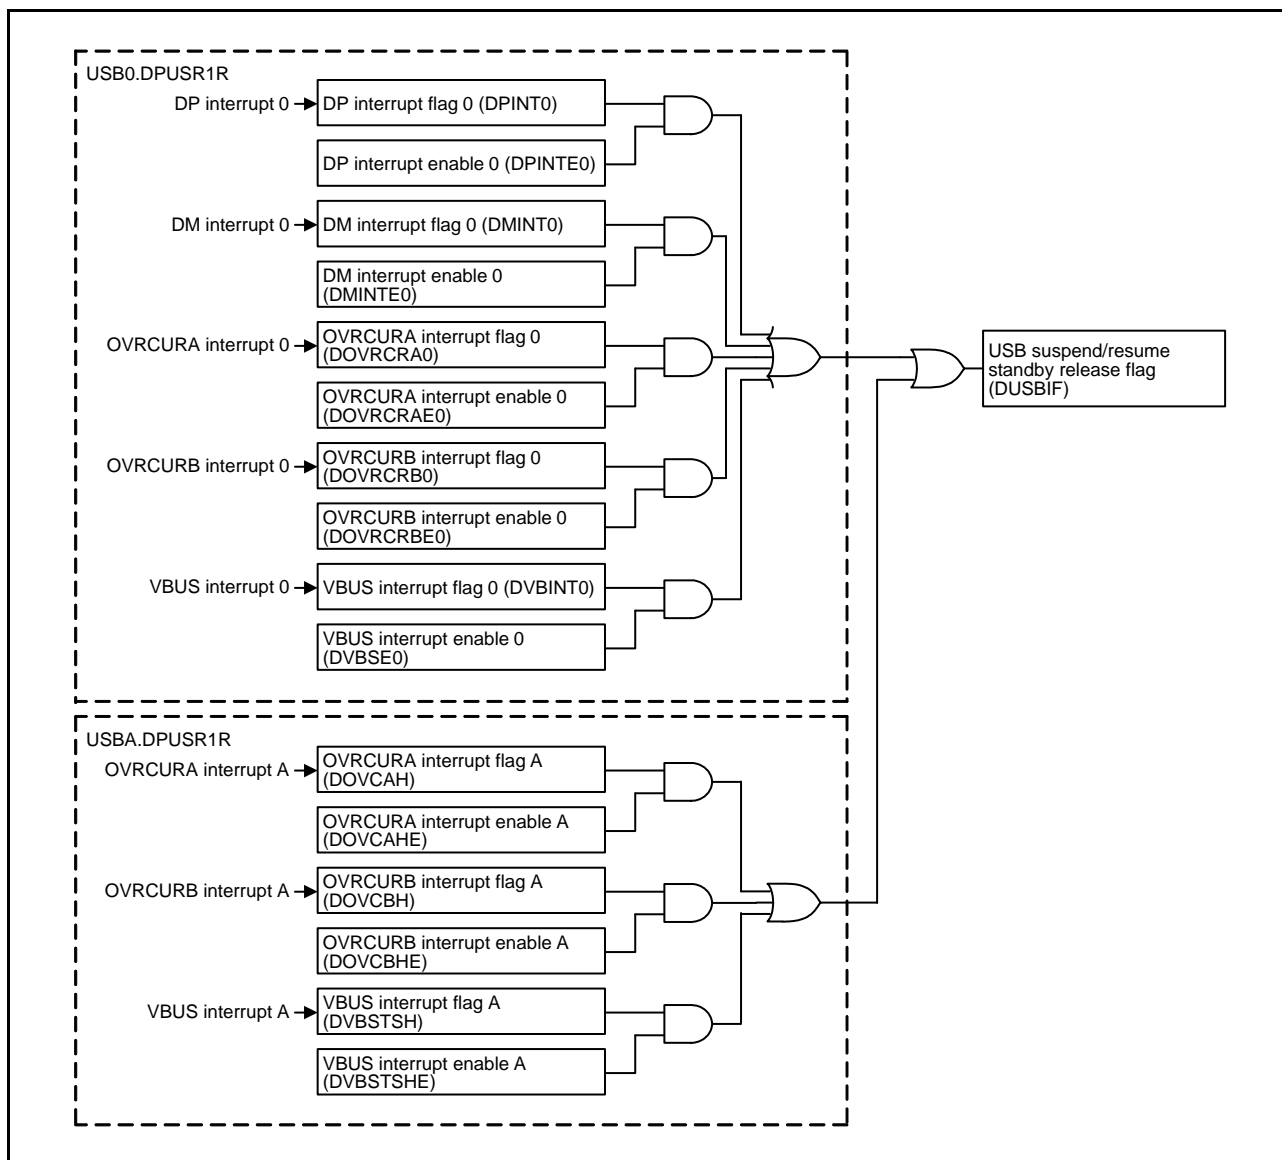 USB0.DPUSR1R
DP interrupt 0
DP interrupt flag 0 (DPINT0)
DP interrupt enable 0 (DPINTE0)
DM interrupt 0
DM interrupt flag 0 (DMINT0)
DM interrupt enable 0
(DMINTE0)
OVRCURA interrupt 0
OVRCURA interrupt flag 0
(DOVRCRA0)
OVRCURA interrupt enable 0
(DOVRCRAE0)
OVRCURB interrupt 0
OVRCURB interrupt flag 0
(DOVRCRB0)
OVRCURB interrupt enable 0
(DOVRCRBE0)
VBUS interrupt 0
VBUS interrupt flag 0 (DVBINT0)
VBUS interrupt enable 0
(DVBSE0)
USB suspend/resume
standby release flag
(DUSBIF)
USBA.DPUSR1R
OVRCURA interrupt A
OVRCURA interrupt flag A
(DOVCAH)
OVRCURA interrupt enable A
(DOVCAHE)
OVRCURB interrupt A
OVRCURB interrupt flag A
(DOVCBH)
OVRCURB interrupt enable A
(DOVCBHE)
VBUS interrupt A
VBUS interrupt flag A
(DVBSTSH)
VBUS interrupt enable A
(DVBSTSHE)